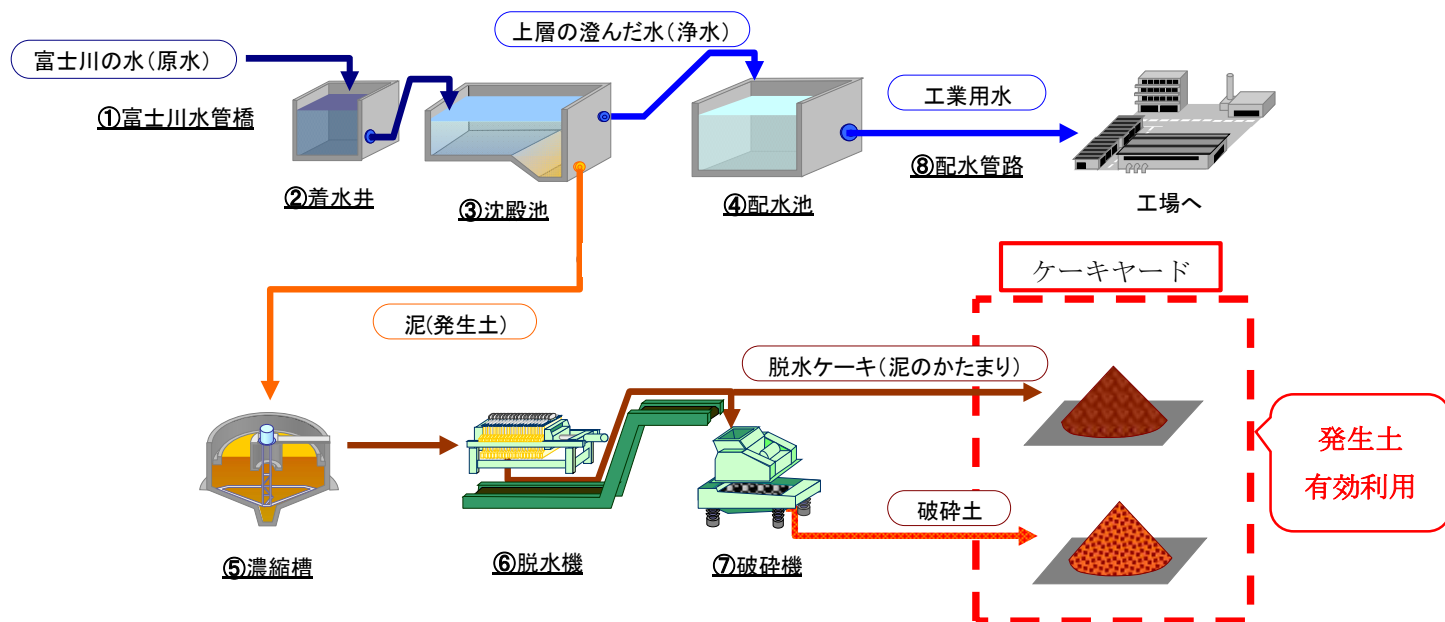 富士川の水(原水)
上層の澄んだ水(浄水)
工業用水
①富士川水管橋
②着水井
③沈殿池
④配水池
⑧配水管路
工場へ
ケーキヤード
泥(発生土)
脱水ケーキ(泥のかたまり)
発生土
有効利用
破砕土
⑤濃縮槽
⑥脱水機
⑦破砕機